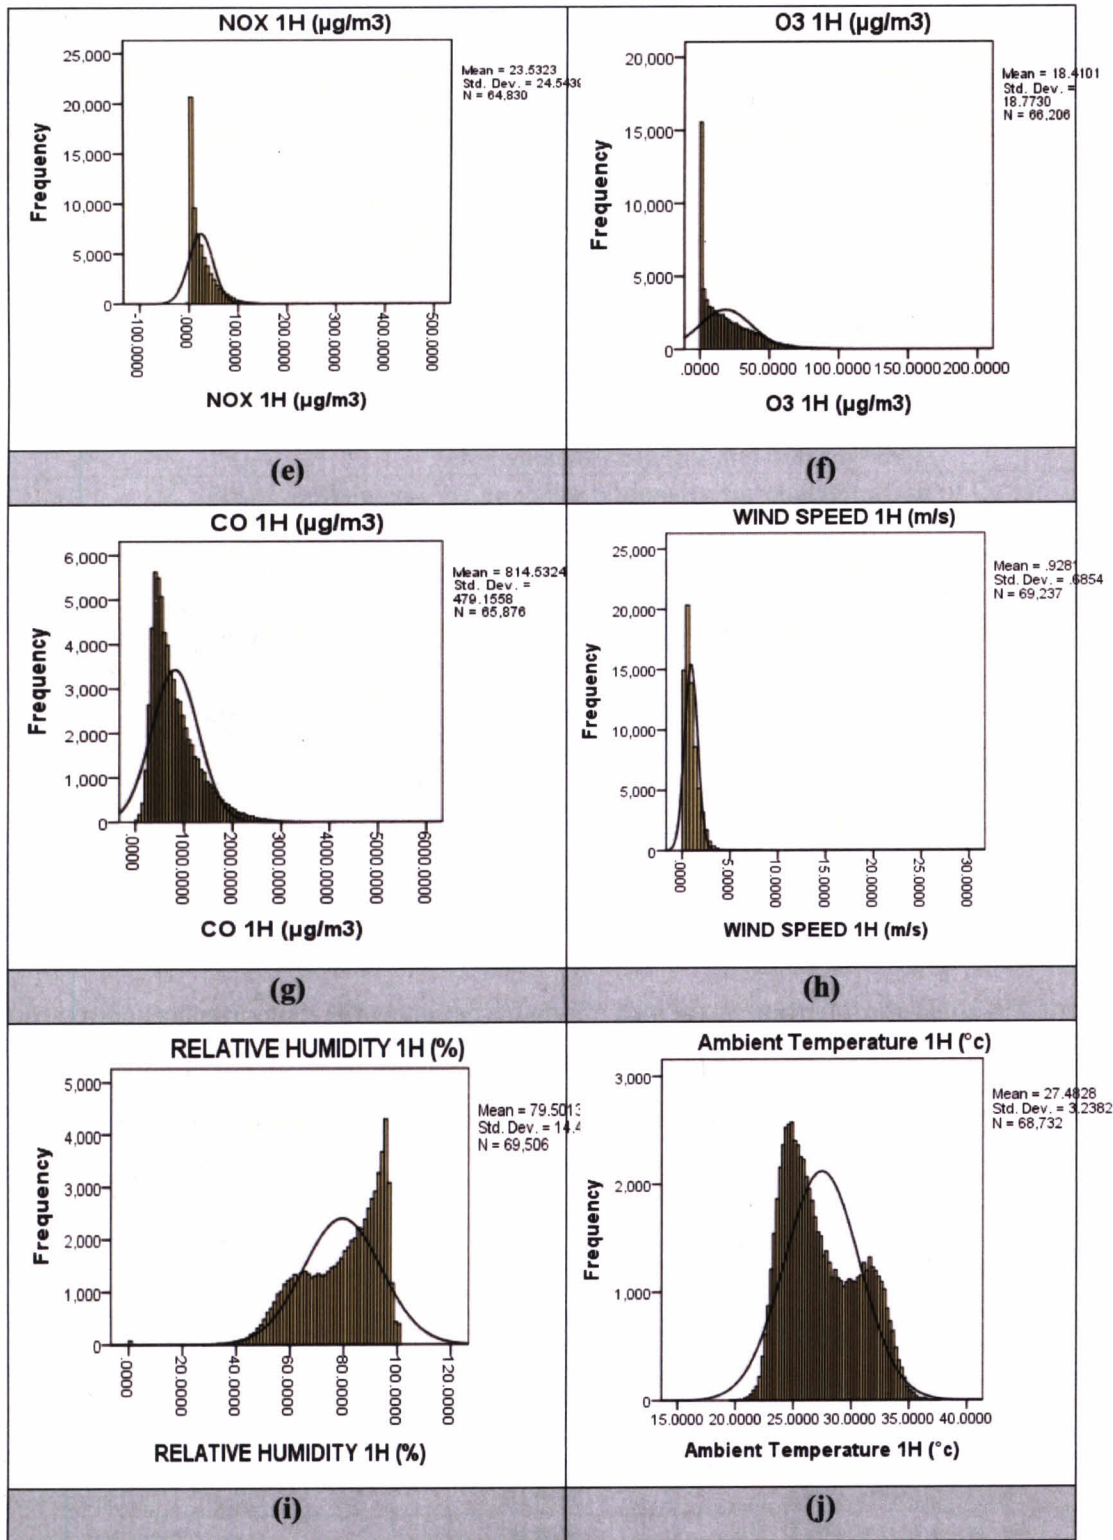 NOX 1H (µg/m3)
25,000
20,000
15,000
10,000
5,000
0
Frequency
-100.0000
.0000
100.0000
200.0000
300.0000
400.0000
500.0000
NOX 1H (µg/m3)
Mean = 23.5323
Std. Dev. = 24.5439
N = 64,830
(e)
O3 1H (µg/m3)
20,000
15,000
10,000
5,000
0
Frequency
.0000 50.0000 100.0000 150.0000 200.0000
O3 1H (µg/m3)
Mean = 18.4101
Std. Dev. =
18.7730
N = 66,206
(f)
CO 1H (µg/m3)
6,000
5,000
4,000
3,000
2,000
1,000
0
Frequency
.0000
1000.0000
2000.0000
3000.0000
4000.0000
5000.0000
6000.0000
CO 1H (µg/m3)
Mean = 814.5324
Std. Dev. =
479.1558
N = 65,876
(g)
WIND SPEED 1H (m/s)
25,000
20,000
15,000
10,000
5,000
0
Frequency
.0000
5.0000
10.0000
15.0000
20.0000
25.0000
30.0000
WIND SPEED 1H (m/s)
Mean = .9281
Std. Dev. = .6854
N = 69,237
(h)
RELATIVE HUMIDITY 1H (%)
5,000
4,000
3,000
2,000
1,000
0
Frequency
.0000
20.0000
40.0000
60.0000
80.0000
100.0000
120.0000
RELATIVE HUMIDITY 1H (%)
Mean = 79.5013
Std. Dev. = 14.4
N = 69,506
(i)
Ambient Temperature 1H (°c)
3,000
2,000
1,000
0
Frequency
15.0000 20.0000 25.0000 30.0000 35.0000 40.0000
Ambient Temperature 1H (°c)
Mean = 27.4828
Std. Dev. = 3.2382
N = 68,732
(j)